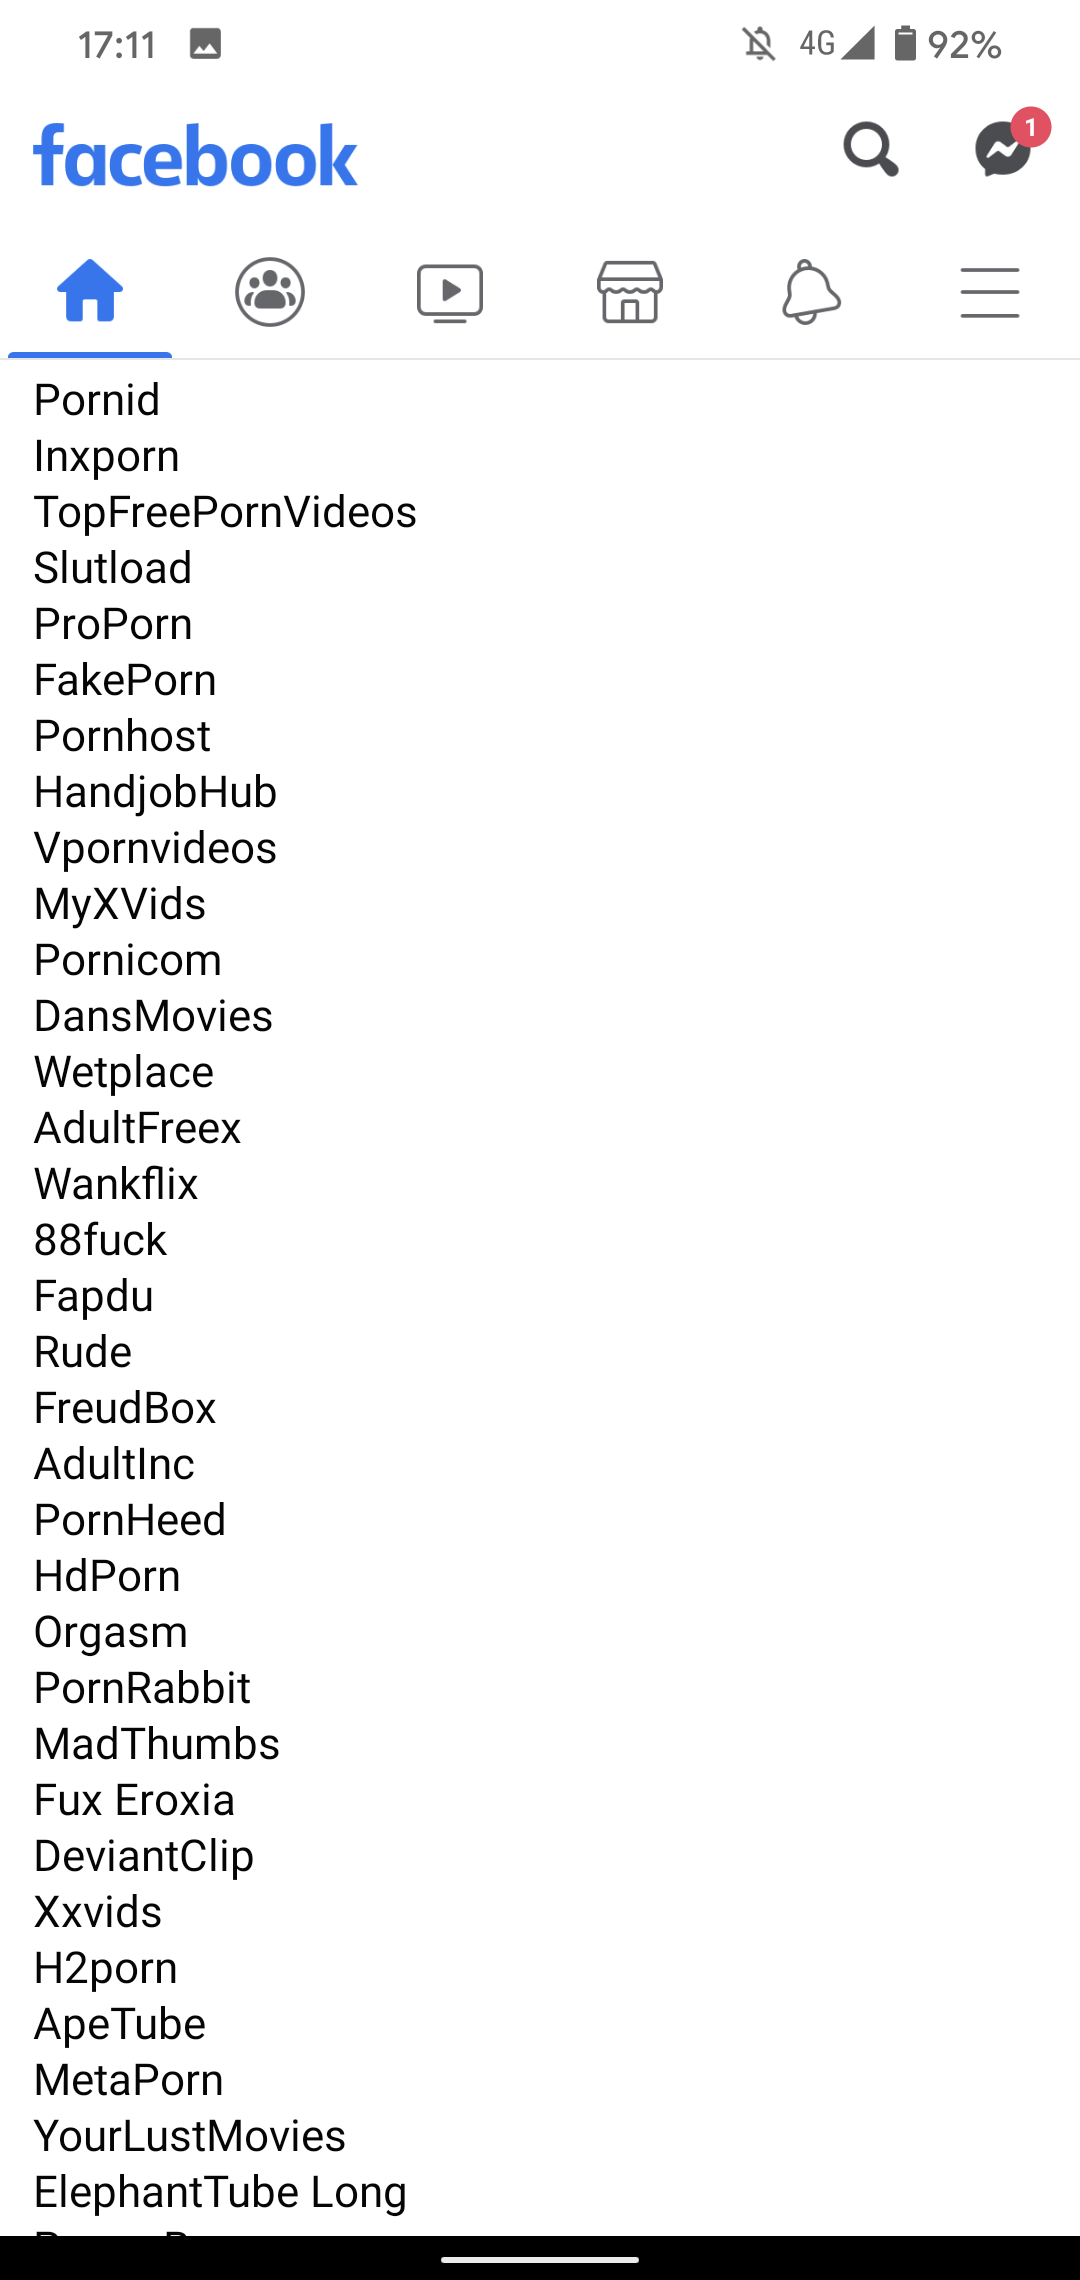 17:11
4G
92%
facebook
1
Pornid
Inxporn
TopFreePornVideos
Slutload
ProPorn
FakePorn
Pornhost
HandjobHub
Vpornvideos
MyXVids
Pornicom
DansMovies
Wetplace
AdultFreex
Wankflix
88fuck
Fapdu
Rude
FreudBox
AdultInc
PornHeed
HdPorn
Orgasm
PornRabbit
MadThumbs
Fux Eroxia
DeviantClip
Xxvids
H2porn
ApeTube
MetaPorn
YourLustMovies
ElephantTube Long